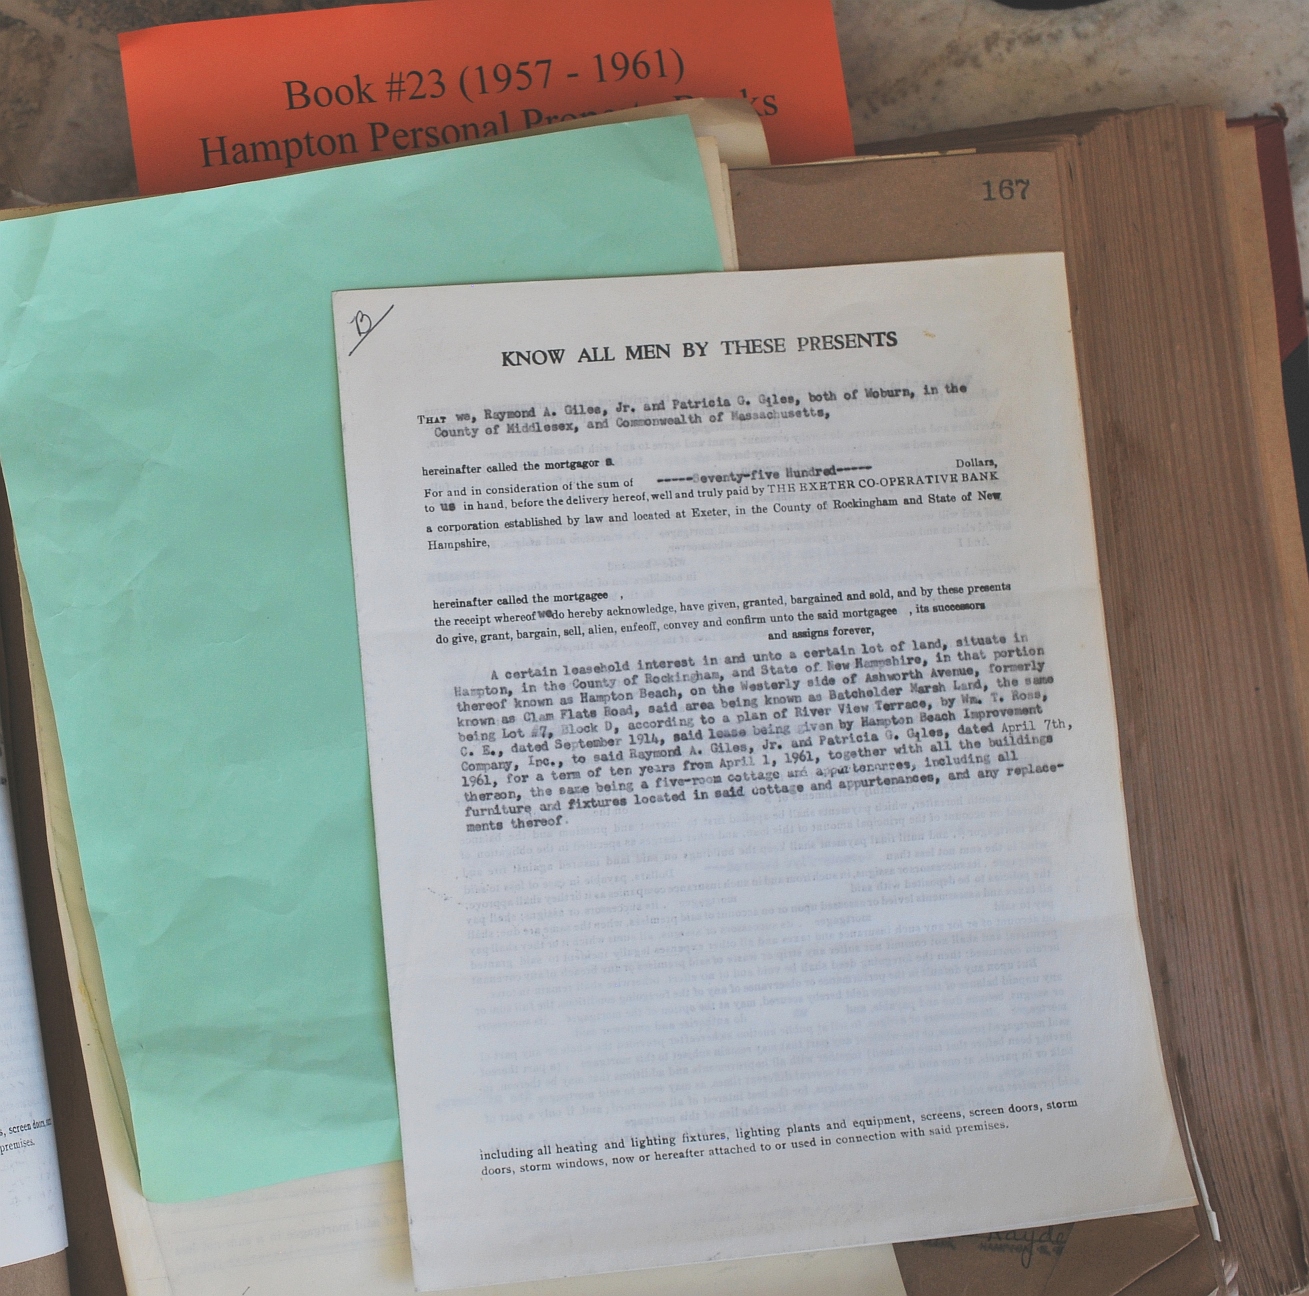 Book #23 (1957 - 1961)
Hampton Personal
167
B
KNOW ALL MEN BY THESE PRESENTS
THAT we, Raymond A. Giles, Jr. and Patricia G. Giles, both of Woburn, in the
County of Middlesex, and Commonwealth of Massachusetts,
hereinafter called the mortgagor s
For and in consideration of the sum of -----Seventy-five Hundred----- Dollars,
to us in hand, before the delivery hereof, well and truly paid by THE EXETER CO-OPERATIVE BANK
a corporation established by law and located at Exeter, in the County of Rockingham and State of New
Hampshire,
hereinafter called the mortgagee ,
the receipt whereof we do hereby acknowledge, have given, granted, bargained and sold, and by these presents
do give, grant, bargain, sell, alien, enfeoff, convey and confirm unto the said mortgagee , its successors
and assigns forever,
A certain leasehold interest in and unto a certain lot of land, situate in
Hampton, in the County of Rockingham, and State of New Hampshire, in that portion
thereof known as Hampton Beach, on the Westerly side of Ashworth Avenue, formerly
known as Clam Flats Road, said area being known as Batchelder Marsh Land, the same
being Lot #7, Block D, according to a plan of River View Terrace, by Wm. T. Ross,
C. E., dated September 1914, said lease being given by Hampton Beach Improvement
Company, Inc., to said Raymond A. Giles, Jr. and Patricia G. Giles, dated April 7th,
1961, for a term of ten years from April 1, 1961, together with all the buildings
thereon, the same being a five-room cottage and appurtenances, including all
furniture and fixtures located in said cottage and appurtenances, and any replace-
ments thereof.
including all heating and lighting fixtures, lighting plants and equipment, screens, screen doors, storm
doors, storm windows, now or hereafter attached to or used in connection with said premises.
screen doors,
premises.